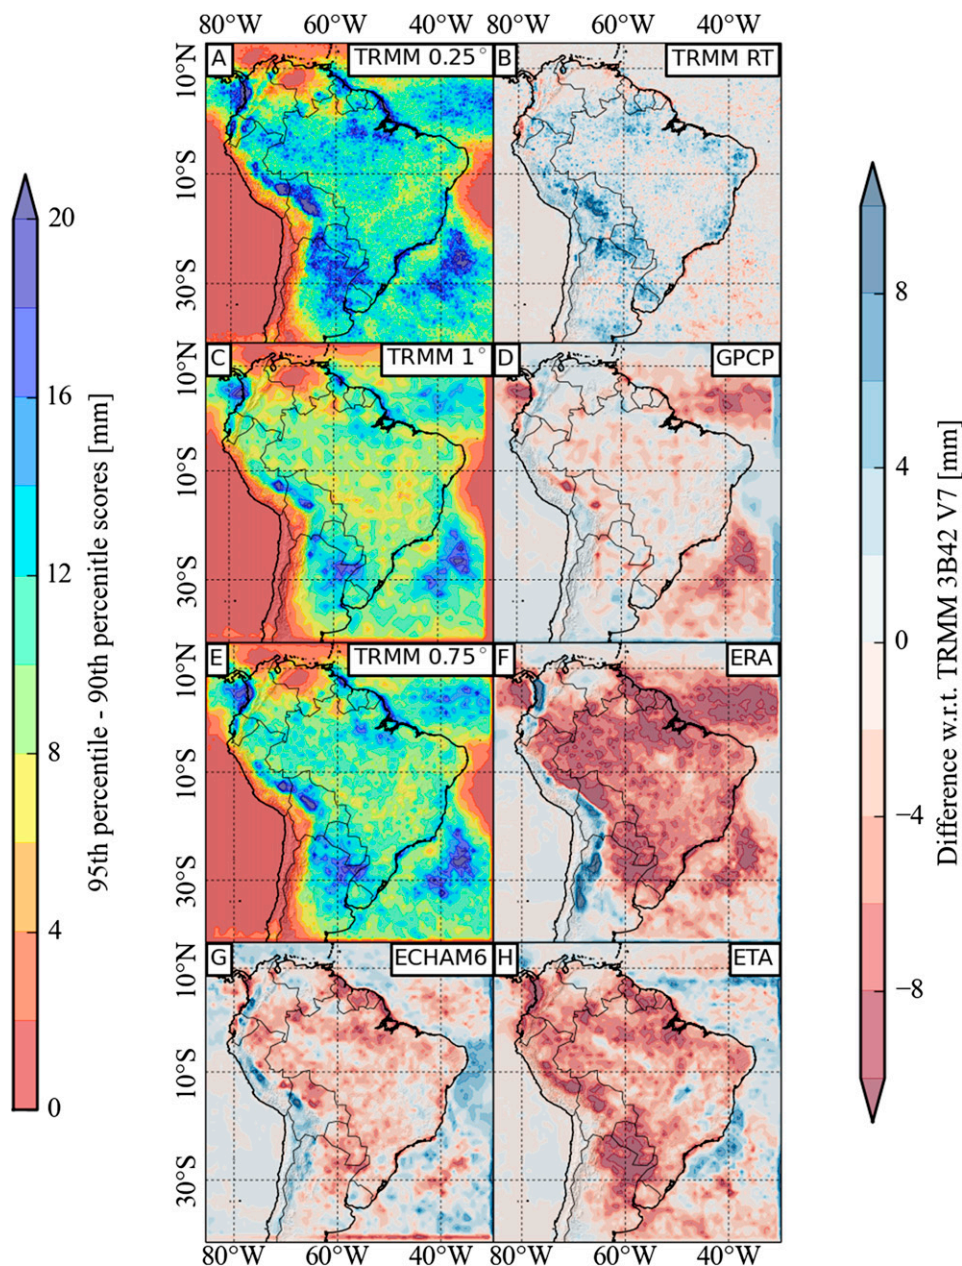 80°W 60°W 40°W
A TRMM 0.25°
B TRMM RT
10°N
10°S
30°S
C TRMM 1°
D GPCP
10°N
10°S
30°S
E TRMM 0.75°
F ERA
10°N
10°S
30°S
G ECHAM6
H ETA
10°N
10°S
30°S
80°W 60°W 40°W 80°W 60°W 40°W
20
16
12
8
4
0
95th percentile - 90th percentile scores [mm]
8
4
0
−4
−8
Difference w.r.t. TRMM 3B42 V7 [mm]